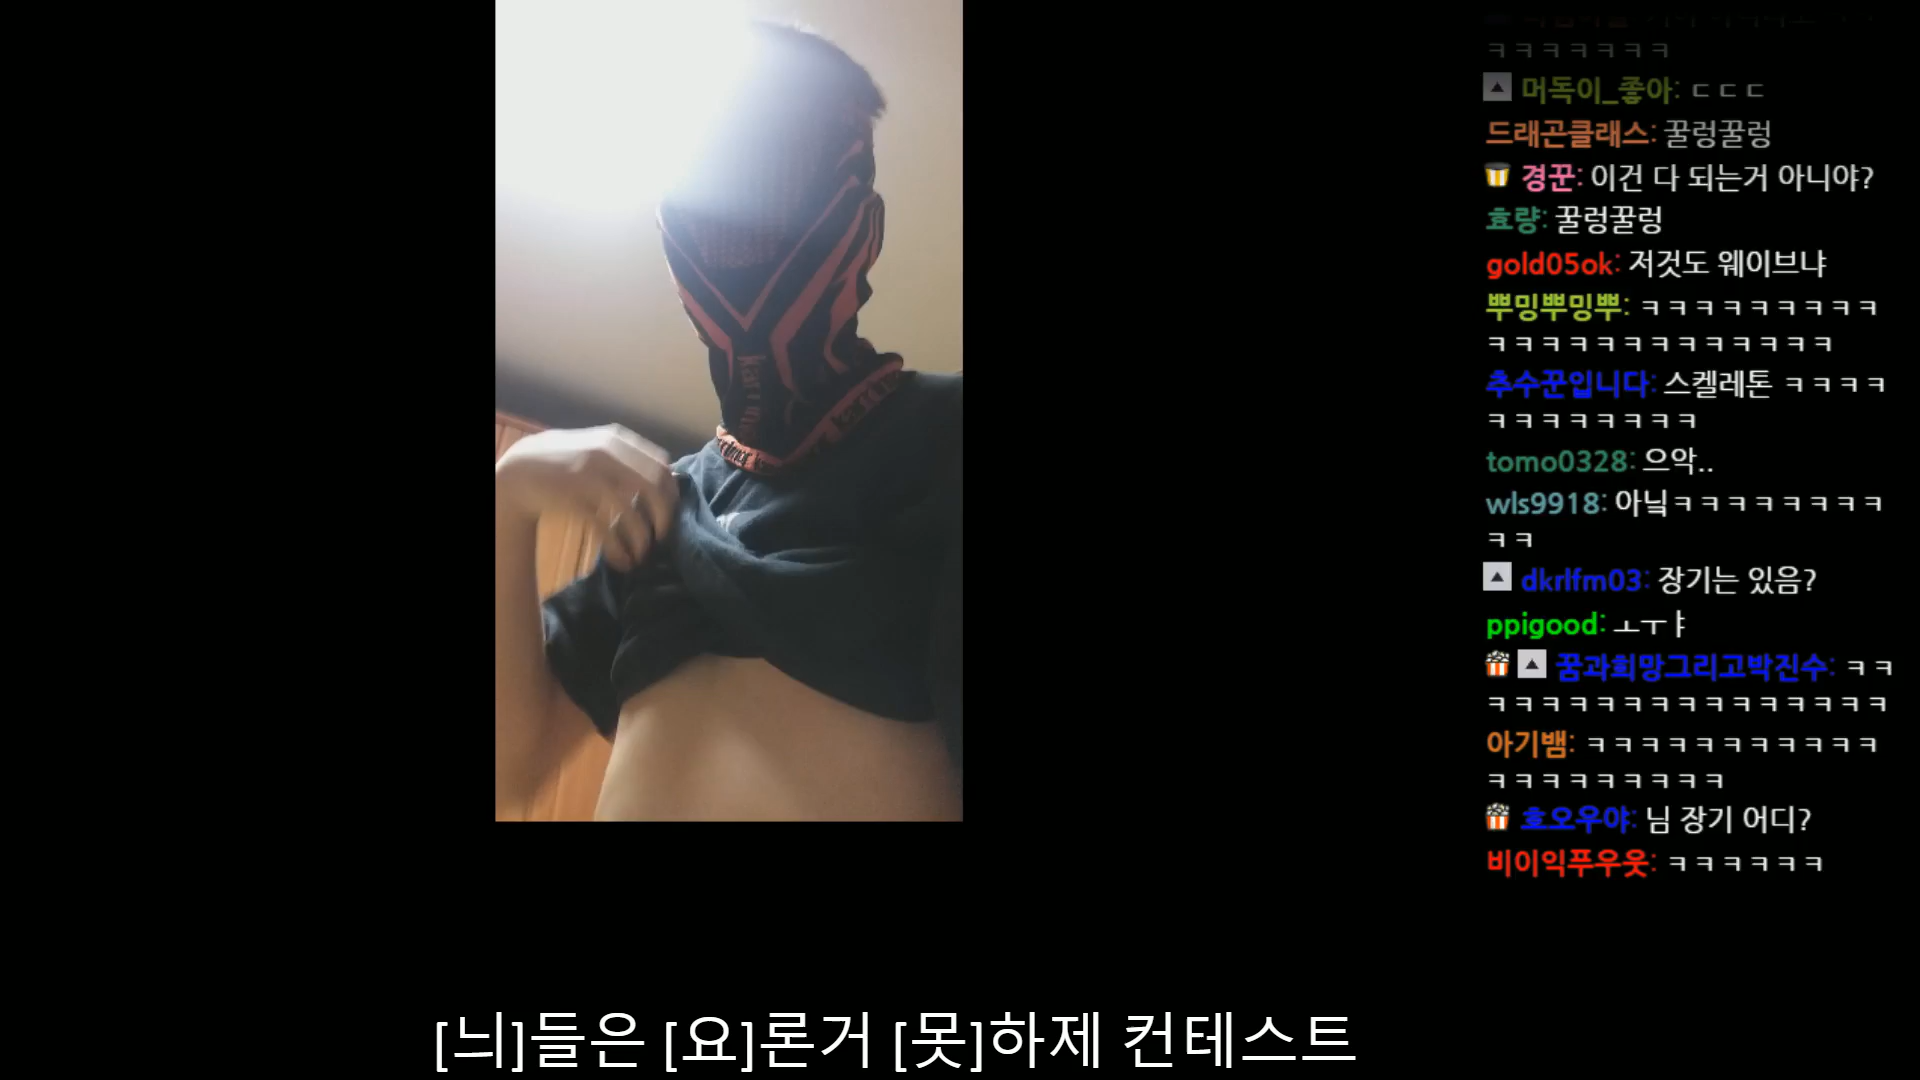 ㅋㅋㅋㅋㅋㅋㅋ
머독이_좋아: ㄷㄷㄷ
드래곤클래스: 꿀렁꿀렁
경꾼: 이건 다 되는거 아니야?
효량: 꿀렁꿀렁
gold05ok: 저것도 웨이브냐
뿌밍뿌밍뿌: ㅋㅋㅋㅋㅋㅋㅋㅋㅋ
ㅋㅋㅋㅋㅋㅋㅋㅋㅋㅋㅋㅋㅋ
추수꾼입니다: 스켈레톤 ㅋㅋㅋㅋ
ㅋㅋㅋㅋㅋㅋㅋㅋ
tomo0328: 으악..
wls9918: 아닠ㅋㅋㅋㅋㅋㅋㅋㅋ
ㅋㅋ
dkrlfm03: 장기는 있음?
ppigood: ㅗㅜㅑ
꿈과희망그리고박진수: ㅋㅋ
ㅋㅋㅋㅋㅋㅋㅋㅋㅋㅋㅋㅋㅋㅋㅋ
아기뱀: ㅋㅋㅋㅋㅋㅋㅋㅋㅋㅋㅋ
ㅋㅋㅋㅋㅋㅋㅋㅋㅋ
호오우야: 님 장기 어디?
비이익푸우웃: ㅋㅋㅋㅋㅋㅋ
[늬]들은 [요]론거 [못]하제 컨테스트